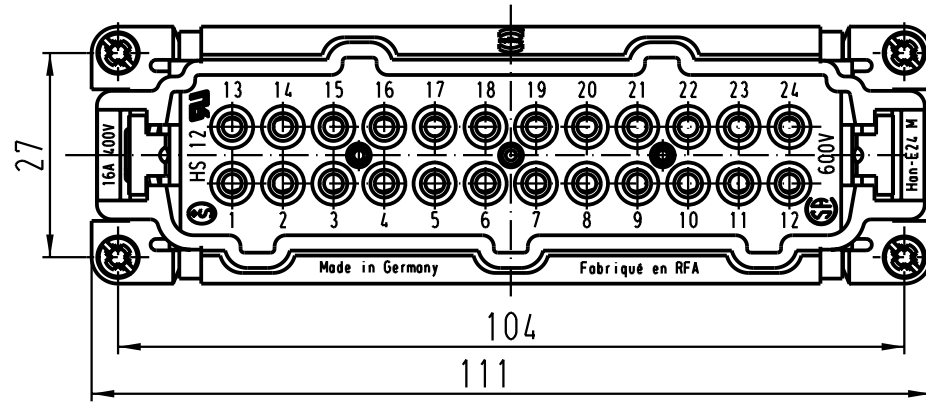 13 14 15 16 17 18 19 20 21 22 23 24
27
16A 400V
HS 12
600V
Han-E24 M
1 2 3 4 5 6 7 8 9 10 11 12
Made in Germany
Fabriqué en RFA
104
111